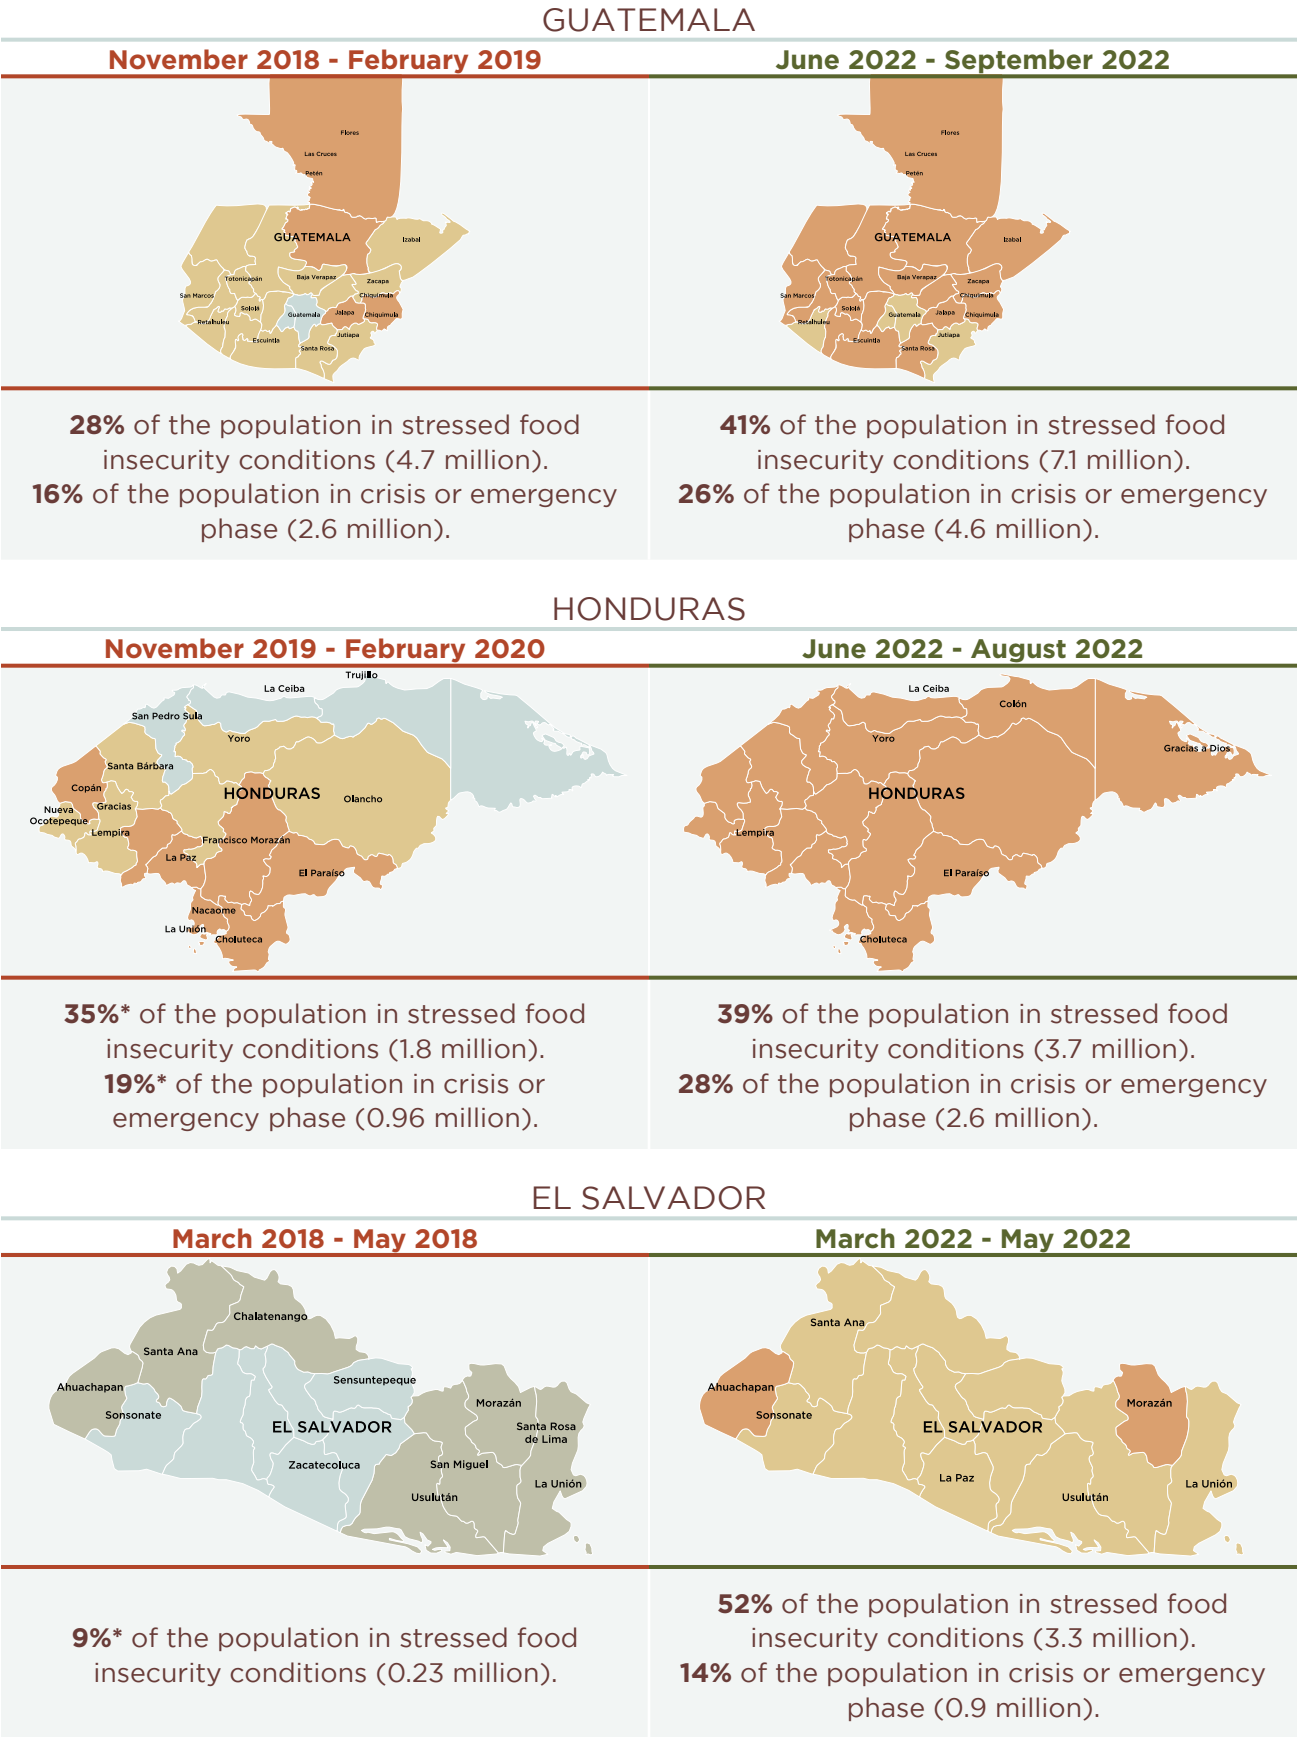 GUATEMALA
November 2018 - February 2019
Flores
Las Cruces
Petén
GUATEMALA
Izabal
Totonicapán
Baja Verapaz
Zacapa
San Marcos
Chiquimula
Sololá
Guatemala
Jalapa
Chiquimula
Retalhuleu
Jutiapa
Escuintla
Santa Rosa
28% of the population in stressed food
insecurity conditions (4.7 million).
16% of the population in crisis or emergency
phase (2.6 million).
June 2022 - September 2022
Flores
Las Cruces
Petén
GUATEMALA
Izabal
Totonicapán
Baja Verapaz
Zacapa
San Marcos
Chiquimula
Sololá
Guatemala
Jalapa
Chiquimula
Retalhuleu
Jutiapa
Escuintla
Santa Rosa
41% of the population in stressed food
insecurity conditions (7.1 million).
26% of the population in crisis or emergency
phase (4.6 million).
HONDURAS
November 2019 - February 2020
Trujillo
La Ceiba
San Pedro Sula
Yoro
Santa Bárbara
Copán
HONDURAS
Olancho
Nueva
Ocotepeque
Gracias
Lempira
Francisco Morazán
La Paz
El Paraíso
Nacaome
La Unión
Choluteca
35%* of the population in stressed food
insecurity conditions (1.8 million).
19%* of the population in crisis or
emergency phase (0.96 million).
June 2022 - August 2022
La Ceiba
Colón
Yoro
Gracias a Dios
HONDURAS
Lempira
El Paraíso
Choluteca
39% of the population in stressed food
insecurity conditions (3.7 million).
28% of the population in crisis or emergency
phase (2.6 million).
EL SALVADOR
March 2018 - May 2018
Chalatenango
Santa Ana
Ahuachapan
Sensuntepeque
Sonsonate
Morazán
EL SALVADOR
Santa Rosa
de Lima
Zacatecoluca
San Miguel
La Unión
Usulután
9%* of the population in stressed food
insecurity conditions (0.23 million).
March 2022 - May 2022
Santa Ana
Ahuachapan
Morazán
Sonsonate
EL SALVADOR
La Paz
La Unión
Usulután
52% of the population in stressed food
insecurity conditions (3.3 million).
14% of the population in crisis or emergency
phase (0.9 million).